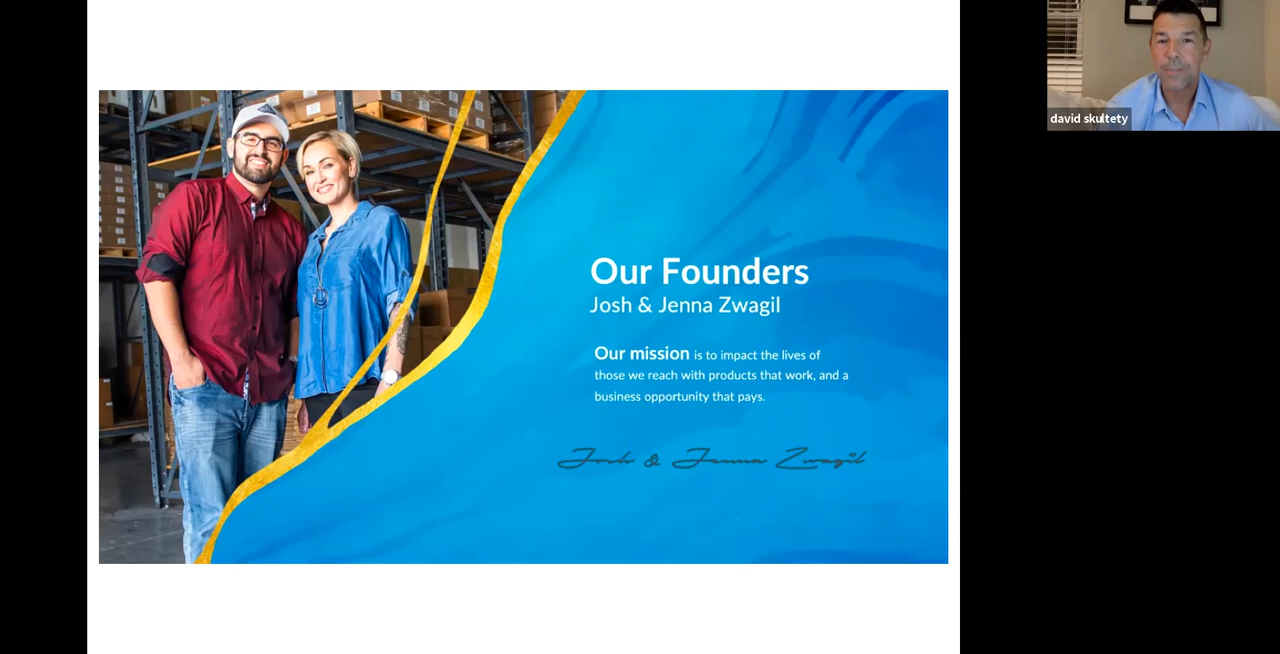 Our Founders
Josh & Jenna Zwagil
Our mission is to impact the lives of
those we reach with products that work, and a
business opportunity that pays.
Josh & Jenna Zwagil
david skultety